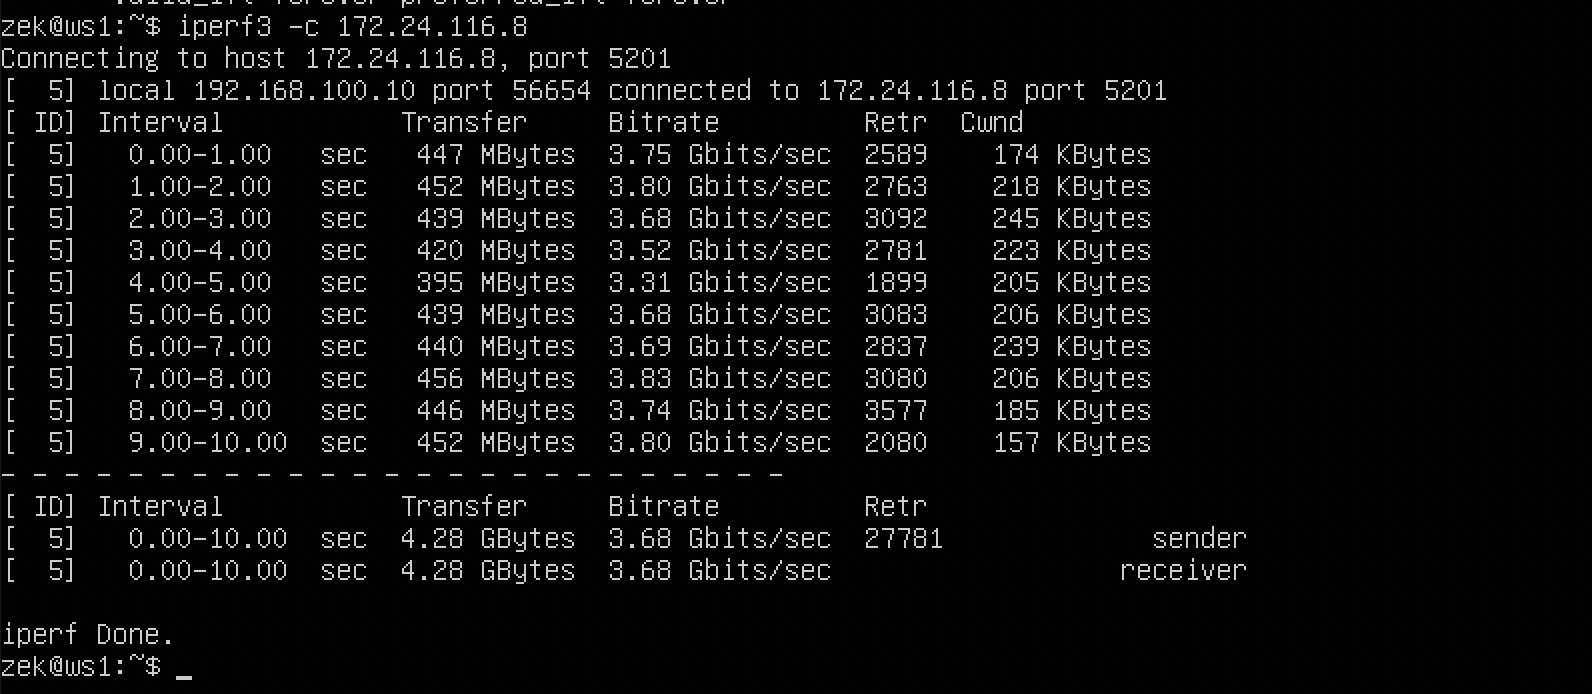 zek@ws1:~$ iperf3 -c 172.24.116.8
Connecting to host 172.24.116.8, port 5201
[  5] local 192.168.100.10 port 56654 connected to 172.24.116.8 port 5201
[ ID] Interval           Transfer     Bitrate         Retr  Cwnd
[  5]   0.00-1.00   sec   447 MBytes  3.75 Gbits/sec  2589    174 KBytes
[  5]   1.00-2.00   sec   452 MBytes  3.80 Gbits/sec  2763    218 KBytes
[  5]   2.00-3.00   sec   439 MBytes  3.68 Gbits/sec  3092    245 KBytes
[  5]   3.00-4.00   sec   420 MBytes  3.52 Gbits/sec  2781    223 KBytes
[  5]   4.00-5.00   sec   395 MBytes  3.31 Gbits/sec  1899    205 KBytes
[  5]   5.00-6.00   sec   439 MBytes  3.68 Gbits/sec  3083    206 KBytes
[  5]   6.00-7.00   sec   440 MBytes  3.69 Gbits/sec  2837    239 KBytes
[  5]   7.00-8.00   sec   456 MBytes  3.83 Gbits/sec  3080    206 KBytes
[  5]   8.00-9.00   sec   446 MBytes  3.74 Gbits/sec  3577    185 KBytes
[  5]   9.00-10.00  sec   452 MBytes  3.80 Gbits/sec  2080    157 KBytes
- - - - - - - - - - - - - - - - - - - - - - - - -
[ ID] Interval           Transfer     Bitrate         Retr
[  5]   0.00-10.00  sec  4.28 GBytes  3.68 Gbits/sec  27781             sender
[  5]   0.00-10.00  sec  4.28 GBytes  3.68 Gbits/sec                  receiver
iperf Done.
zek@ws1:~$ _